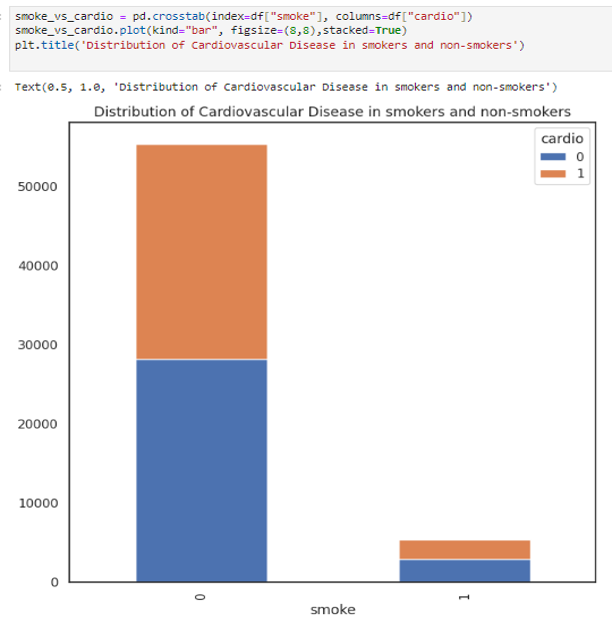 smoke_vs_cardio = pd.crosstab(index=df["smoke"], columns=df["cardio"])
smoke_vs_cardio.plot(kind="bar", figsize=(8,8),stacked=True)
plt.title('Distribution of Cardiovascular Disease in smokers and non-smokers')
Text(0.5, 1.0, 'Distribution of Cardiovascular Disease in smokers and non-smokers')
Distribution of Cardiovascular Disease in smokers and non-smokers
cardio
0
1
50000
40000
30000
20000
10000
0
0
1
smoke